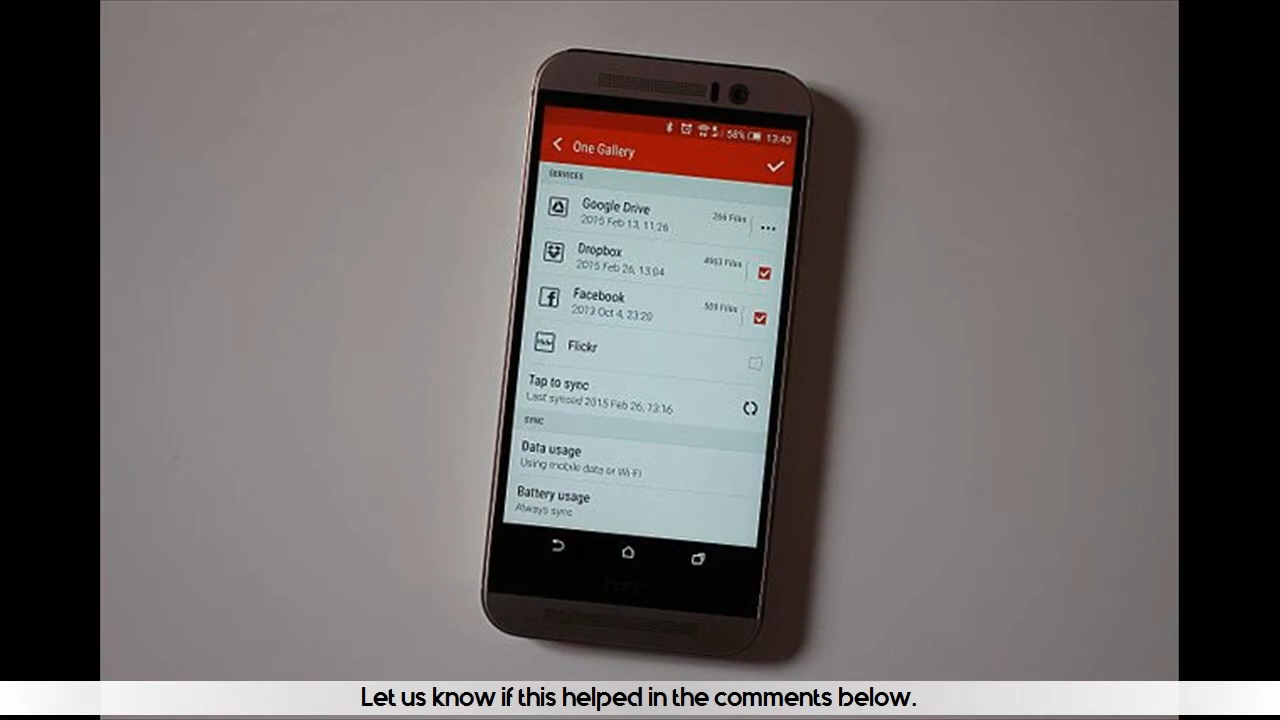 58% 13:43
One Gallery
SERVICES
Google Drive 266 Files
2015 Feb 13, 11:26
Dropbox 4963 Files
2015 Feb 26, 13:04
Facebook 509 Files
2013 Oct 4, 23:20
Flickr
Tap to sync
Last synced 2015 Feb 26, 13:16
SYNC
Data usage
Using mobile data or Wi-Fi
Battery usage
Always sync
hTC
Let us know if this helped in the comments below.